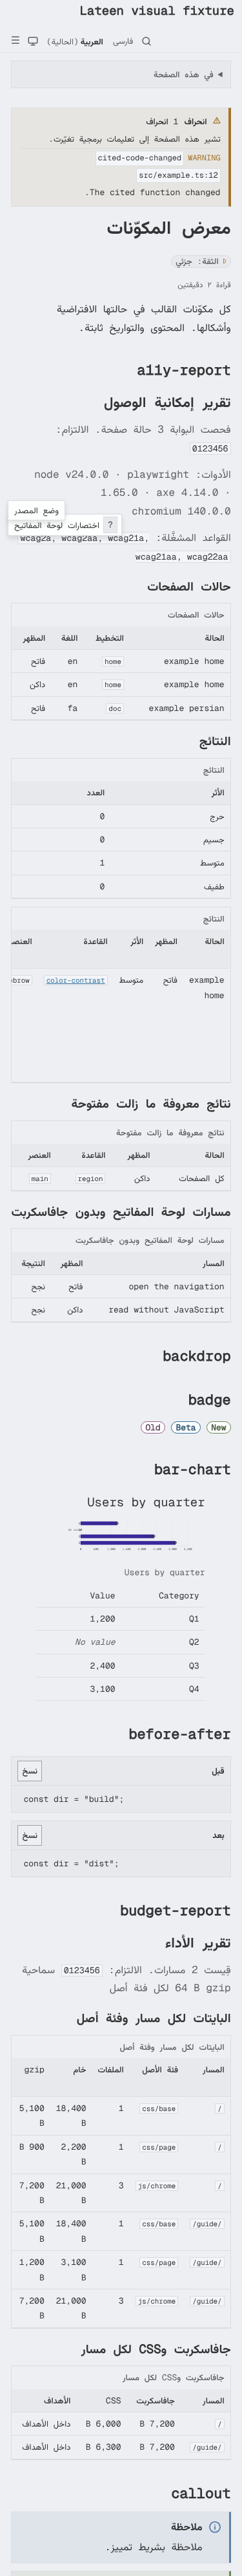 Lateen visual fixture
العربية (الحالية) فارسی
في هذه الصفحة
انحراف 1 انحراف
تشير هذه الصفحة إلى تعليمات برمجية تغيّرت.
WARNING cited-code-changed
src/example.ts:12
The cited function changed.
معرض المكوّنات
الثقة: جزئي
قراءة ٢ دقيقتين
كل مكوّنات القالب في حالتها الافتراضية وأشكالها. المحتوى والتواريخ ثابتة.
a11y-report
تقرير إمكانية الوصول
فحصت البوابة 3 حالة صفحة. الالتزام:
0123456
الأدوات: node v24.0.0 · playwright
1.65.0 · axe 4.14.0 ·
chromium 140.0.0
وضع المصدر
? اختصارات لوحة المفاتيح
القواعد المشغَّلة: wcag2a, wcag2aa, wcag21a,
wcag21aa, wcag22aa
حالات الصفحات
حالات الصفحات
الحالة التخطيط اللغة المظهر
example home home en فاتح
example home home en داكن
example persian doc fa فاتح
النتائج
النتائج
الأثر العدد
حرج 0
جسيم 0
متوسط 1
طفيف 0
النتائج
الحالة المظهر الأثر القاعدة
example home فاتح متوسط color-contrast
نتائج معروفة ما زالت مفتوحة
نتائج معروفة ما زالت مفتوحة
الحالة المظهر القاعدة العنصر
كل الصفحات داكن region main
مسارات لوحة المفاتيح وبدون جافاسكربت
مسارات لوحة المفاتيح وبدون جافاسكربت
المسار المظهر النتيجة
open the navigation فاتح نجح
read without JavaScript داكن نجح
backdrop
badge
New Beta Old
bar-chart
Users by quarter
Users by quarter
Category Value
Q1 1,200
Q2 No value
Q3 2,400
Q4 3,100
before-after
قبل نسخ
const dir = "build";
بعد نسخ
const dir = "dist";
budget-report
تقرير الأداء
قِيست 2 مسارات. الالتزام: 0123456 سماحية
gzip 64 B لكل فئة أصل
البايتات لكل مسار وفئة أصل
البايتات لكل مسار وفئة أصل
المسار فئة الأصل الملفات خام gzip
/ css/base 1 18,400 B 5,100 B
/ css/page 1 2,200 B 900 B
/ js/chrome 3 21,000 B 7,200 B
/guide/ css/base 1 18,400 B 5,100 B
/guide/ css/page 1 3,100 B 1,200 B
/guide/ js/chrome 3 21,000 B 7,200 B
جافاسكربت وCSS لكل مسار
جافاسكربت وCSS لكل مسار
المسار جافاسكربت CSS الأهداف
/ 7,200 B 6,000 B داخل الأهداف
/guide/ 7,200 B 6,300 B داخل الأهداف
callout
ملاحظة
ملاحظة بشريط تمييز.